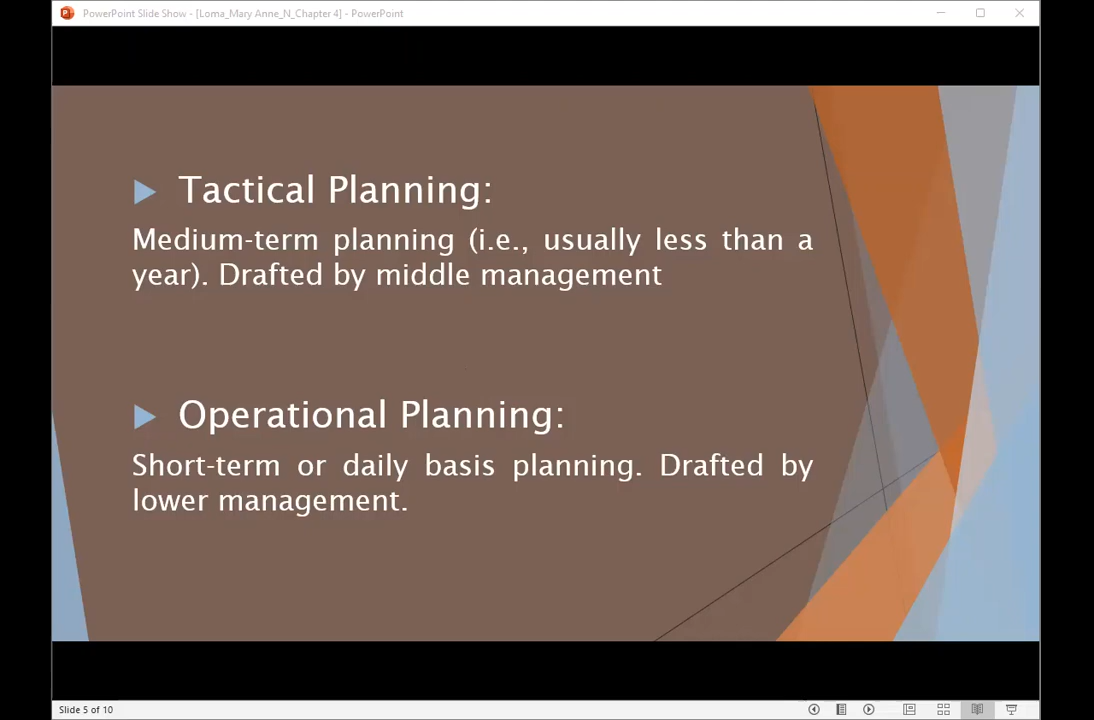 PowerPoint Slide Show - [Loma_Mary Anne_N_Chapter 4] - PowerPoint
Tactical Planning:
Medium-term planning (i.e., usually less than a
year). Drafted by middle management
Operational Planning:
Short-term or daily basis planning. Drafted by
lower management.
Slide 5 of 10